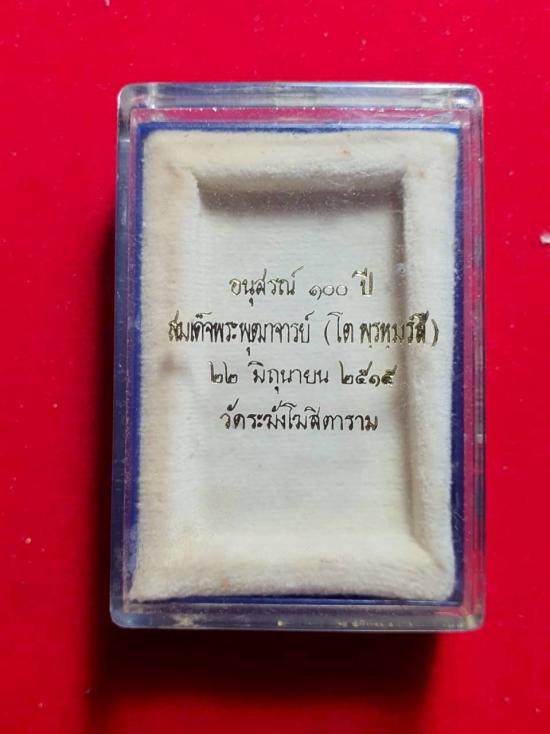 อนุสรณ์ ๑๐๐ ปี
สมเด็จพระพุฒาจารย์ (โต พรหมรังสี)
๒๒ มิถุนายน ๒๕๑๕
วัดระฆังโฆสิตาราม